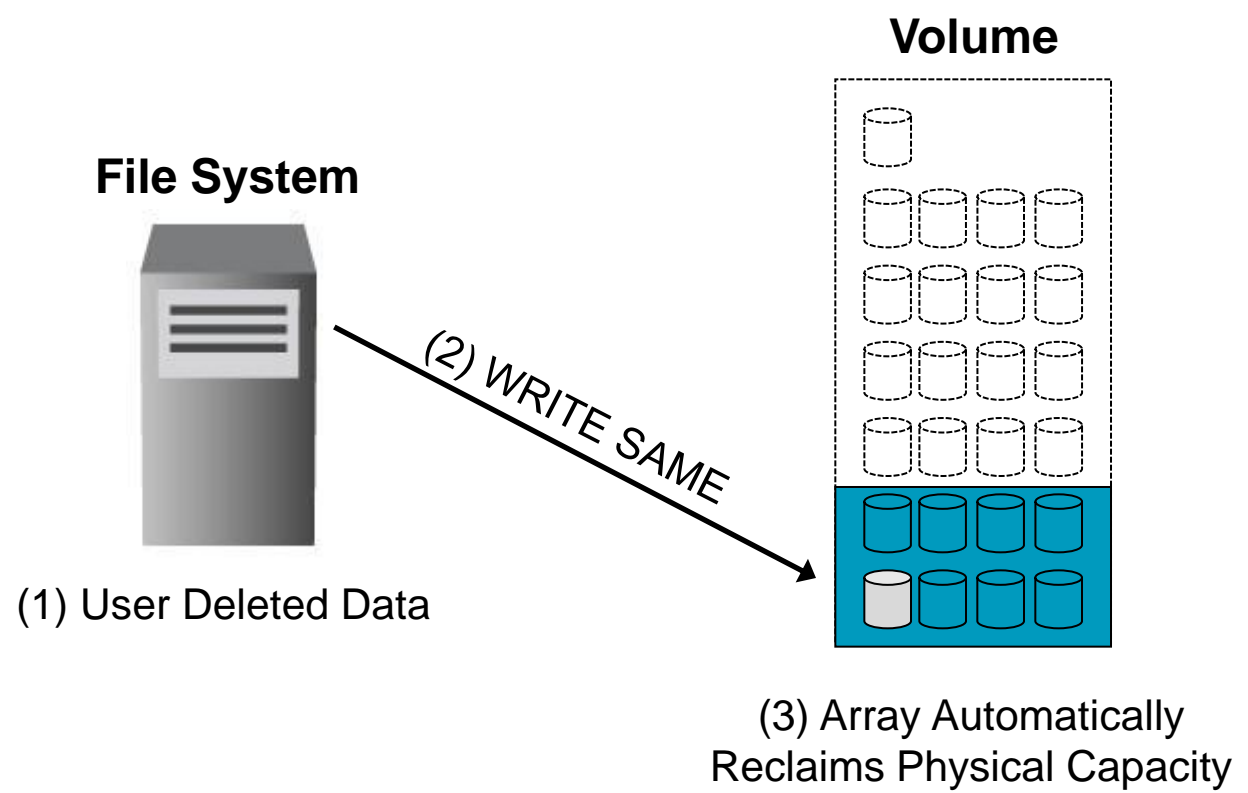 Volume
File System
(2) WRITE SAME
(1) User Deleted Data
(3) Array Automatically
Reclaims Physical Capacity